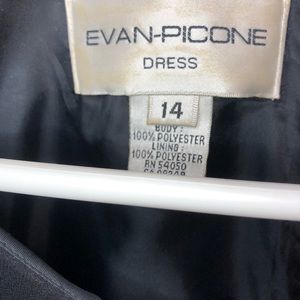 EVAN-PICONE
DRESS
14
BODY:
100% POLYESTER
LINING:
100% POLYESTER
RN 54050